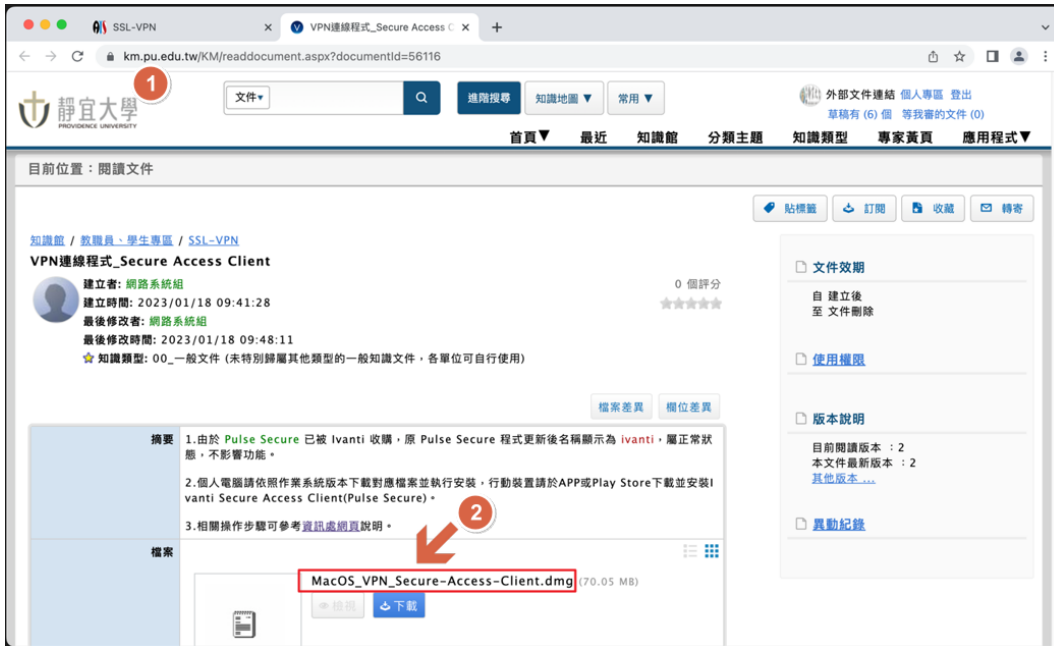 SSL-VPN
VPN連線程式_Secure Access C
km.pu.edu.tw/KM/readdocument.aspx?documentId=56116
1
靜宜大學
PROVIDENCE UNIVERSITY
文件▾
進階搜尋
知識地圖 ▼
常用 ▼
外部文件連結 個人專區 登出
草稿有 (6) 個 等我審的文件 (0)
首頁▼ 最近 知識館 分類主題 知識類型 專家黃頁 應用程式▼
目前位置：閱讀文件
貼標籤 訂閱 收藏 轉寄
知識館 / 教職員、學生專區 / SSL-VPN
VPN連線程式_Secure Access Client
建立者: 網路系統組
0 個評分
建立時間: 2023/01/18 09:41:28
最後修改者: 網路系統組
最後修改時間: 2023/01/18 09:48:11
知識類型: 00_一般文件 (未特別歸屬其他類型的一般知識文件，各單位可自行使用)
檔案差異 欄位差異
摘要
1.由於 Pulse Secure 已被 Ivanti 收購，原 Pulse Secure 程式更新後名稱顯示為 ivanti，屬正常狀
態，不影響功能。
2.個人電腦請依照作業系統版本下載對應檔案並執行安裝，行動裝置請於APP或Play Store下載並安裝I
vanti Secure Access Client(Pulse Secure)。
3.相關操作步驟可參考資訊處網頁說明。
2
檔案
MacOS_VPN_Secure-Access-Client.dmg (70.05 MB)
檢視 下載
文件效期
自 建立後
至 文件刪除
使用權限
版本說明
目前閱讀版本 ：2
本文件最新版本 ：2
其他版本 ...
異動紀錄